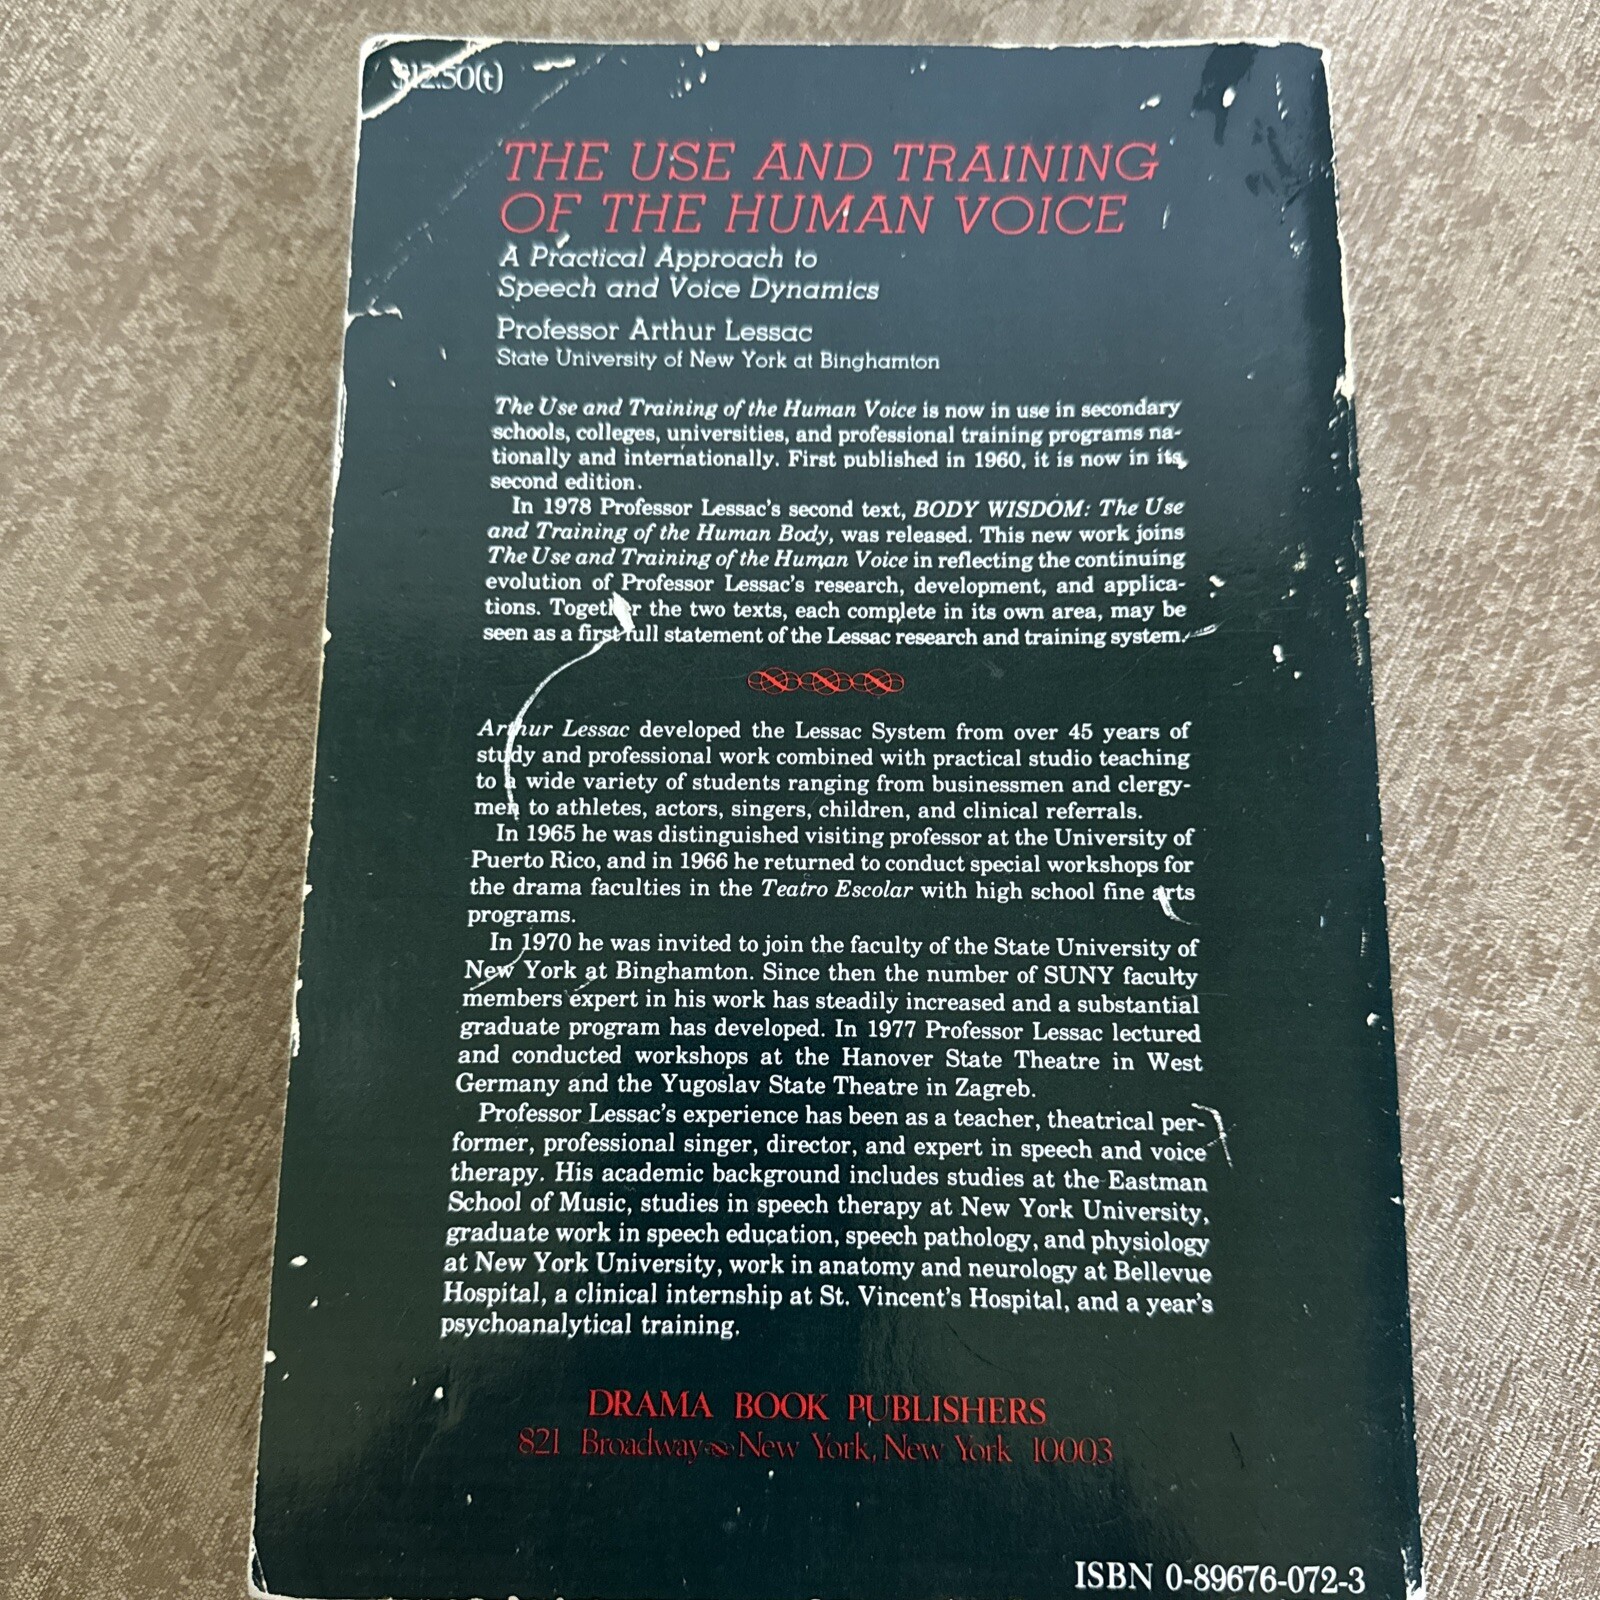 $12.50(t)
THE USE AND TRAINING
OF THE HUMAN VOICE
A Practical Approach to
Speech and Voice Dynamics
Professor Arthur Lessac
State University of New York at Binghamton
The Use and Training of the Human Voice is now in use in secondary
schools, colleges, universities, and professional training programs na-
tionally and internationally. First published in 1960, it is now in its
second edition.
In 1978 Professor Lessac's second text, BODY WISDOM: The Use
and Training of the Human Body, was released. This new work joins
The Use and Training of the Human Voice in reflecting the continuing
evolution of Professor Lessac's research, development, and applica-
tions. Together the two texts, each complete in its own area, may be
seen as a first full statement of the Lessac research and training system.
Arthur Lessac developed the Lessac System from over 45 years of
study and professional work combined with practical studio teaching
to a wide variety of students ranging from businessmen and clergy-
men to athletes, actors, singers, children, and clinical referrals.
In 1965 he was distinguished visiting professor at the University of
Puerto Rico, and in 1966 he returned to conduct special workshops for
the drama faculties in the Teatro Escolar with high school fine arts
programs.
In 1970 he was invited to join the faculty of the State University of
New York at Binghamton. Since then the number of SUNY faculty
members expert in his work has steadily increased and a substantial
graduate program has developed. In 1977 Professor Lessac lectured
and conducted workshops at the Hanover State Theatre in West
Germany and the Yugoslav State Theatre in Zagreb.
Professor Lessac's experience has been as a teacher, theatrical per-
former, professional singer, director, and expert in speech and voice
therapy. His academic background includes studies at the Eastman
School of Music, studies in speech therapy at New York University,
graduate work in speech education, speech pathology, and physiology
at New York University, work in anatomy and neurology at Bellevue
Hospital, a clinical internship at St. Vincent's Hospital, and a year's
psychoanalytical training.
DRAMA BOOK PUBLISHERS
821 Broadway New York, New York 10003
ISBN 0-89676-072-3